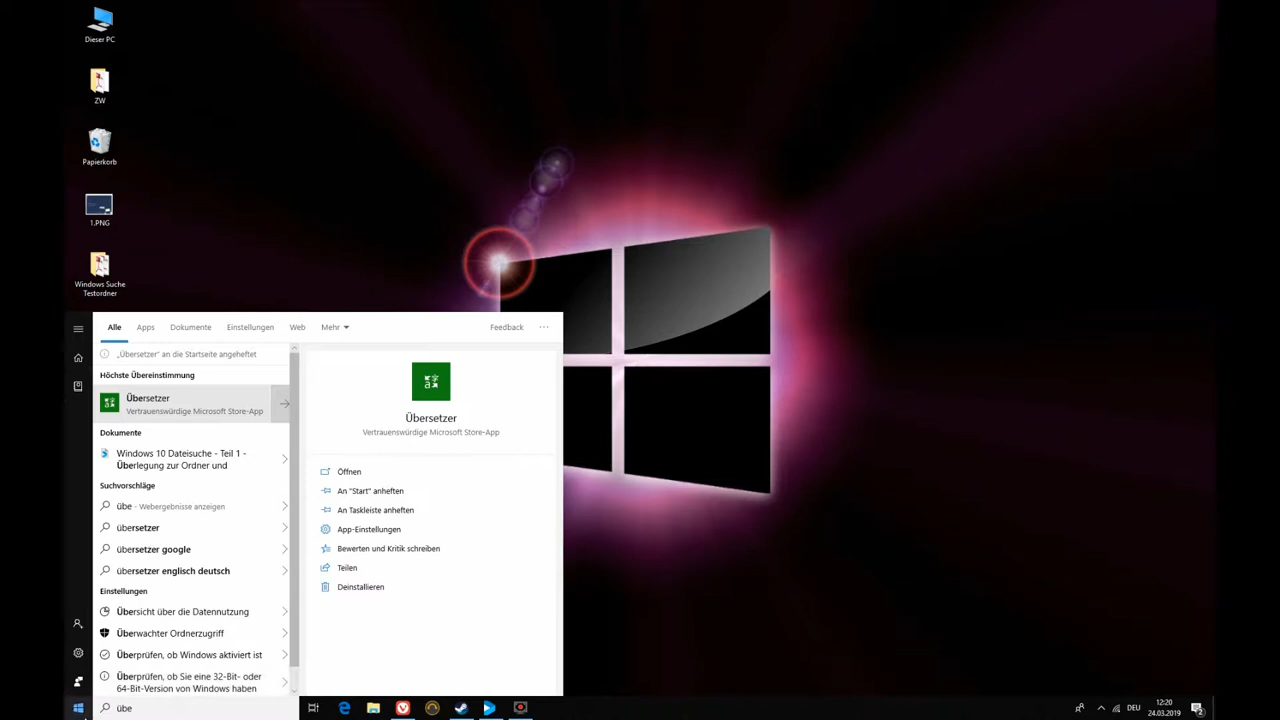 Dieser PC
ZW
Papierkorb
1.PNG
Windows Suche
Testordner
Alle
Apps
Dokumente
Einstellungen
Web
Mehr
Feedback
„Übersetzer" an die Startseite angeheftet
Höchste Übereinstimmung
Übersetzer
Vertrauenswürdige Microsoft Store-App
Dokumente
Windows 10 Dateisuche - Teil 1 -
Überlegung zur Ordner und
Suchvorschläge
übe - Webergebnisse anzeigen
übersetzer
übersetzer google
übersetzer englisch deutsch
Einstellungen
Übersicht über die Datennutzung
Überwachter Ordnerzugriff
Überprüfen, ob Windows aktiviert ist
Überprüfen, ob Sie eine 32-Bit- oder
64-Bit-Version von Windows haben
Übersetzer
Vertrauenswürdige Microsoft Store-App
Öffnen
An "Start" anheften
An Taskleiste anheften
App-Einstellungen
Bewerten und Kritik schreiben
Teilen
Deinstallieren
übe
DEU
12:20
24.03.2019
2